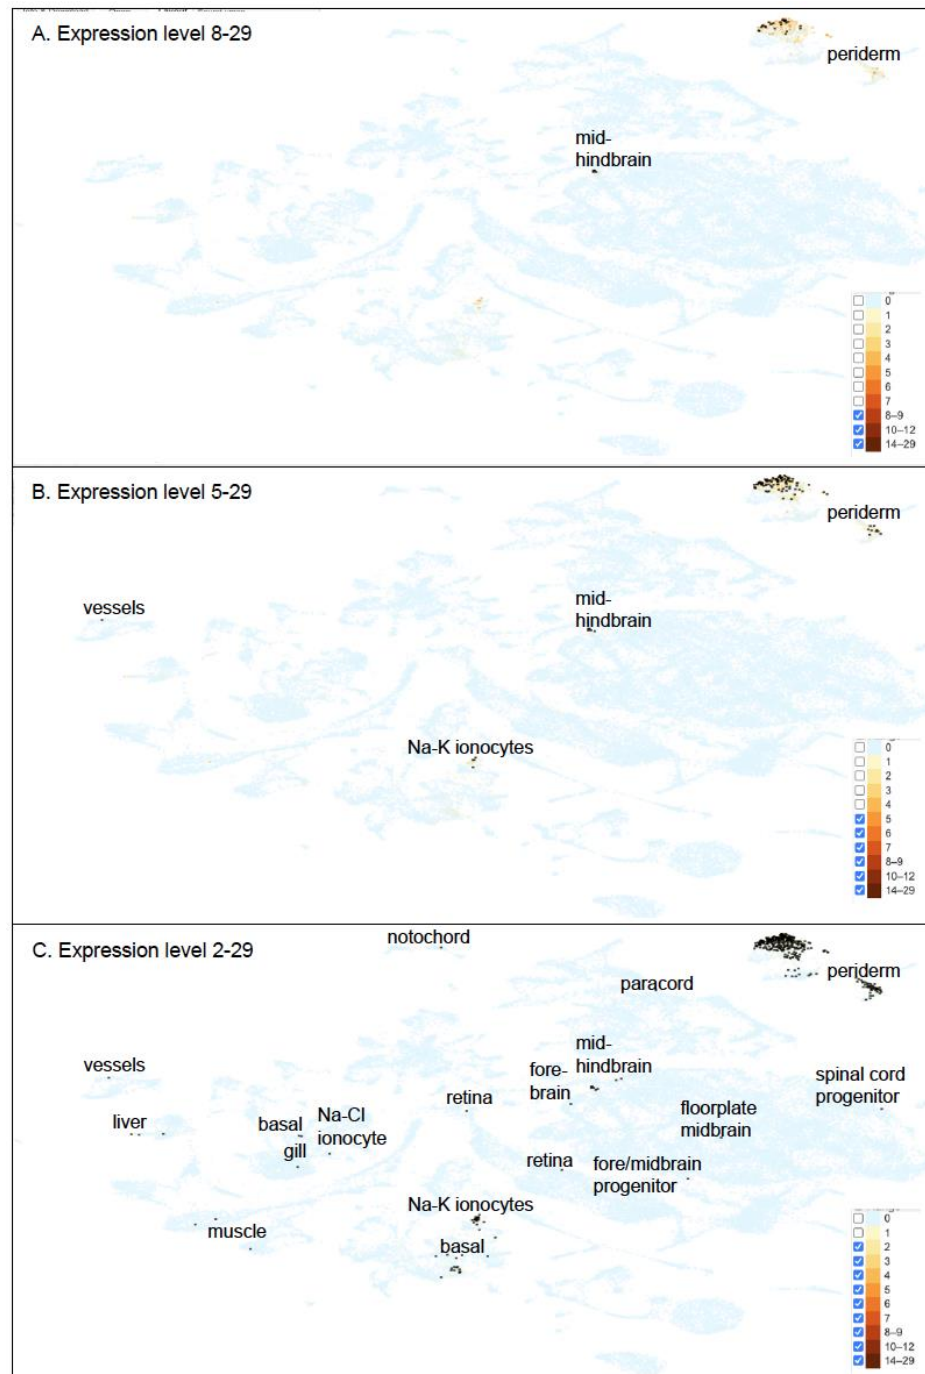 A. Expression level 8-29
periderm
mid-
hindbrain
0
1
2
3
4
5
6
7
8–9
10–12
14–29
B. Expression level 5-29
periderm
vessels
mid-
hindbrain
Na-K ionocytes
0
1
2
3
4
5
6
7
8–9
10–12
14–29
C. Expression level 2-29
notochord
periderm
paracord
mid-
hindbrain
vessels
fore-
brain
spinal cord
progenitor
retina
liver
basal
Na-Cl
ionocyte
gill
floorplate
midbrain
retina
fore/midbrain
progenitor
Na-K ionocytes
muscle
basal
0
1
2
3
4
5
6
7
8–9
10–12
14–29